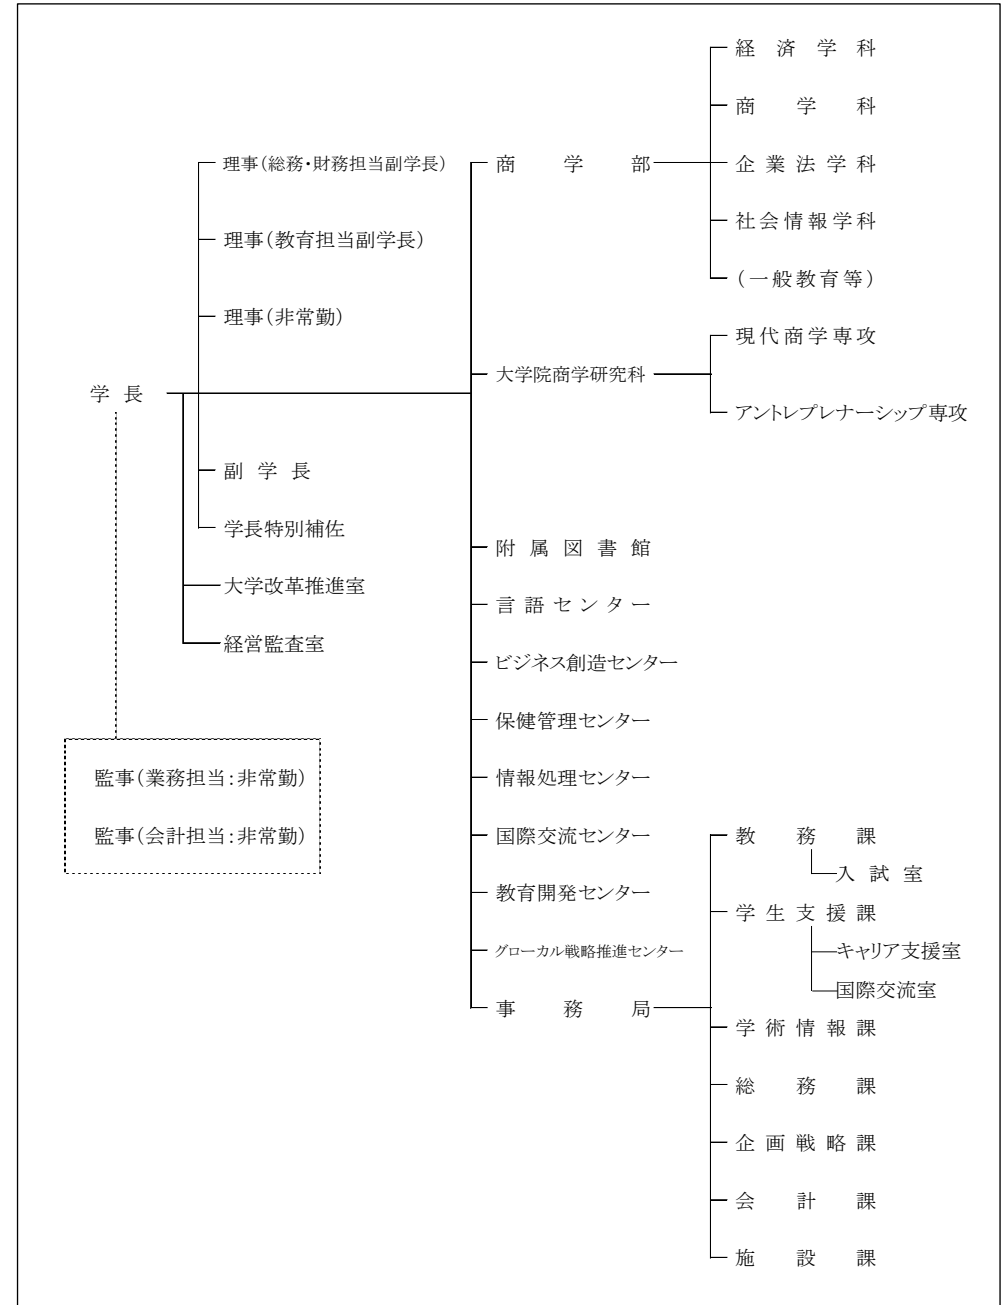 経済学科
商学科
理事(総務・財務担当副学長)
商学部
企業法学科
社会情報学科
理事(教育担当副学長)
(一般教育等)
理事(非常勤)
現代商学専攻
大学院商学研究科
学長
アントレプレナーシップ専攻
副学長
学長特別補佐
附属図書館
大学改革推進室
言語センター
経営監査室
ビジネス創造センター
保健管理センター
監事(業務担当:非常勤)
情報処理センター
監事(会計担当:非常勤)
国際交流センター
教務課
入試室
教育開発センター
学生支援課
グローカル戦略推進センター
キャリア支援室
国際交流室
事務局
学術情報課
総務課
企画戦略課
会計課
施設課